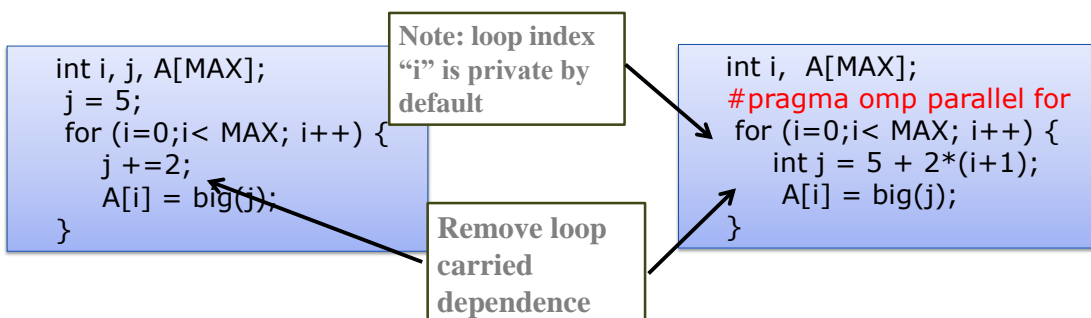 int i, j, A[MAX];
j = 5;
for (i=0;i< MAX; i++) {
j +=2;
A[i] = big(j);
}
Note: loop index
“i” is private by
default
Remove loop
carried
dependence
int i, A[MAX];
#pragma omp parallel for
for (i=0;i< MAX; i++) {
int j = 5 + 2*(i+1);
A[i] = big(j);
}